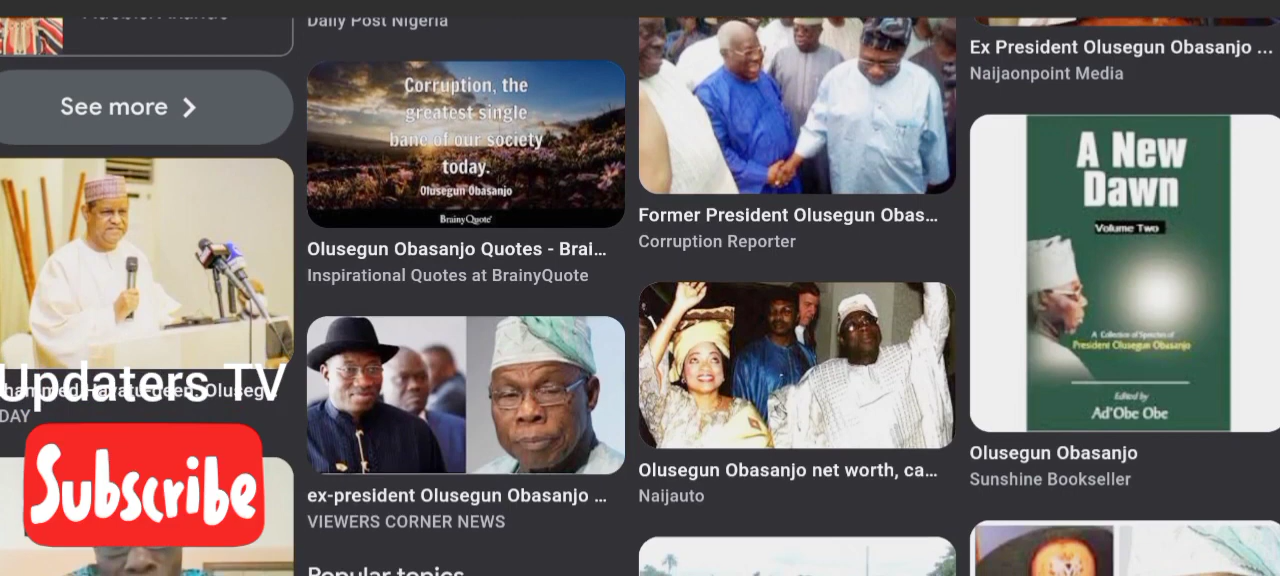 Daily Post Nigeria
See more
Corruption, the
greatest single
bane of our society
today.
Olusegun Obasanjo
BrainyQuote
Olusegun Obasanjo Quotes - Brai...
Inspirational Quotes at BrainyQuote
ex-president Olusegun Obasanjo ...
VIEWERS CORNER NEWS
Popular topics
Former President Olusegun Obas...
Corruption Reporter
Olusegun Obasanjo net worth, ca...
Naijauto
Ex President Olusegun Obasanjo ...
Naijaonpoint Media
A New
Dawn
Volume Two
A Collection of Speeches of
President Olusegun Obasanjo
Edited by
Ad'Obe Obe
Olusegun Obasanjo
Sunshine Bookseller
Updaters TV
Oluseg...
DAY
Subscribe